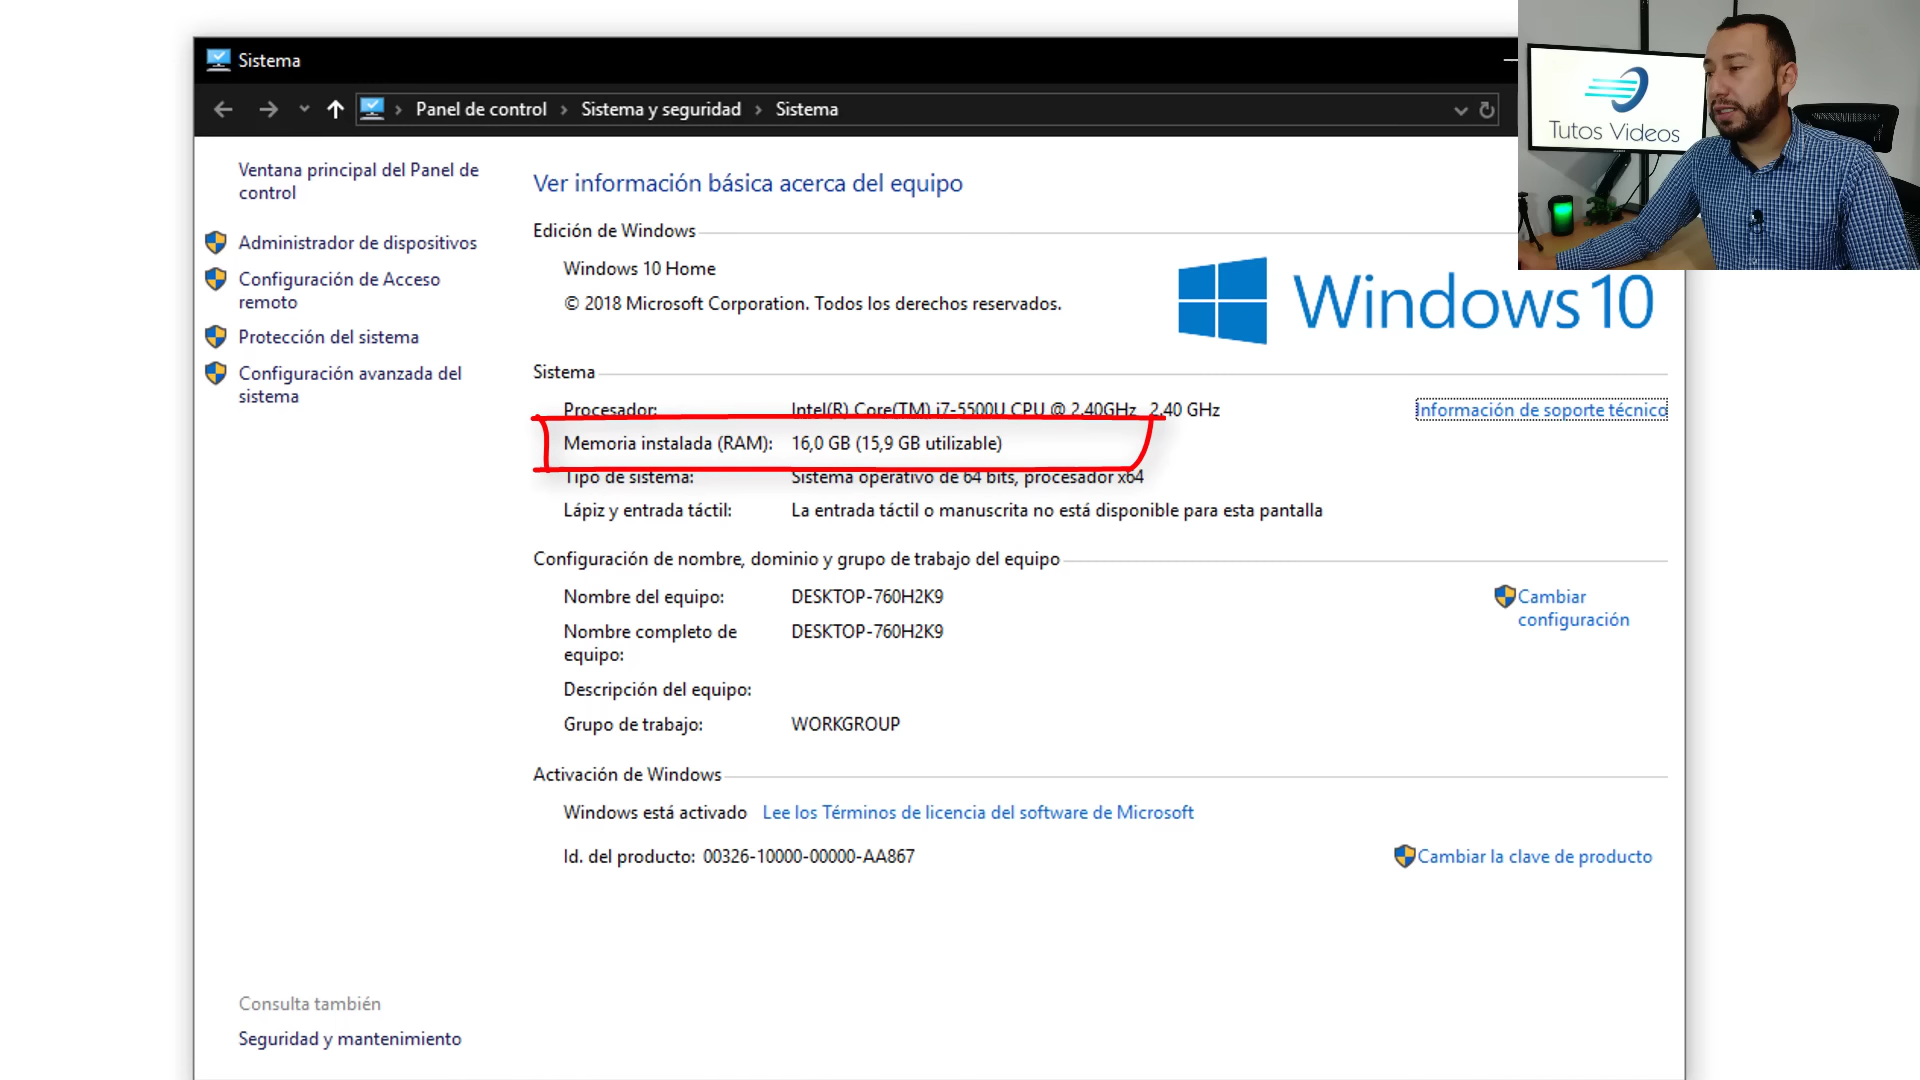 Sistema
Panel de control
Sistema y seguridad
Sistema
Tutos Videos
Ventana principal del Panel de
control
Administrador de dispositivos
Configuración de Acceso
remoto
Protección del sistema
Configuración avanzada del
sistema
Ver información básica acerca del equipo
Edición de Windows
Windows 10 Home
© 2018 Microsoft Corporation. Todos los derechos reservados.
Windows 10
Sistema
Procesador: Intel(R) Core(TM) i7-5500U CPU @ 2.40GHz 2.40 GHz
Información de soporte técnico
Memoria instalada (RAM): 16,0 GB (15,9 GB utilizable)
Tipo de sistema: Sistema operativo de 64 bits, procesador x64
Lápiz y entrada táctil: La entrada táctil o manuscrita no está disponible para esta pantalla
Configuración de nombre, dominio y grupo de trabajo del equipo
Nombre del equipo: DESKTOP-760H2K9
Cambiar
configuración
Nombre completo de
equipo: DESKTOP-760H2K9
Descripción del equipo:
Grupo de trabajo: WORKGROUP
Activación de Windows
Windows está activado Lee los Términos de licencia del software de Microsoft
Id. del producto: 00326-10000-00000-AA867
Cambiar la clave de producto
Consulta también
Seguridad y mantenimiento